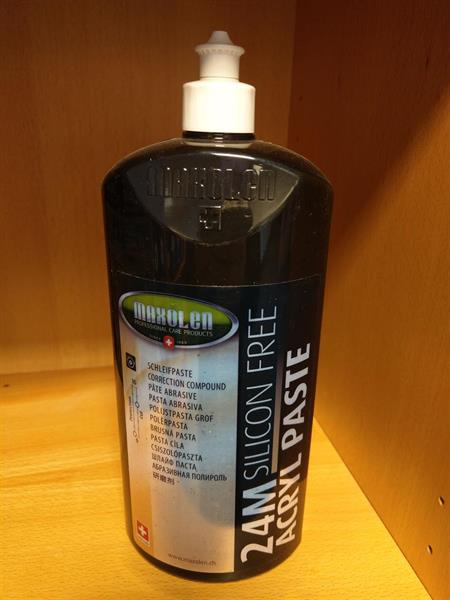 MAXOLEN
MAXOLEN
PROFESSIONAL CARE PRODUCTS
SCHLEIFPASTE
CORRECTION COMPOUND
PÂTE ABRASIVE
PASTA ABRASIVA
POLIJSTPASTA GROF
POLERPASTA
BRUSNÁ PASTA
PASTA CILA
CSISZOLÓPASZTA
ШЛАЙФ ПАСТА
АБРАЗИВНАЯ ПОЛИРОЛЬ
研磨剂
www.maxolen.ch
24M SILICON FREE
ACRYL PASTE